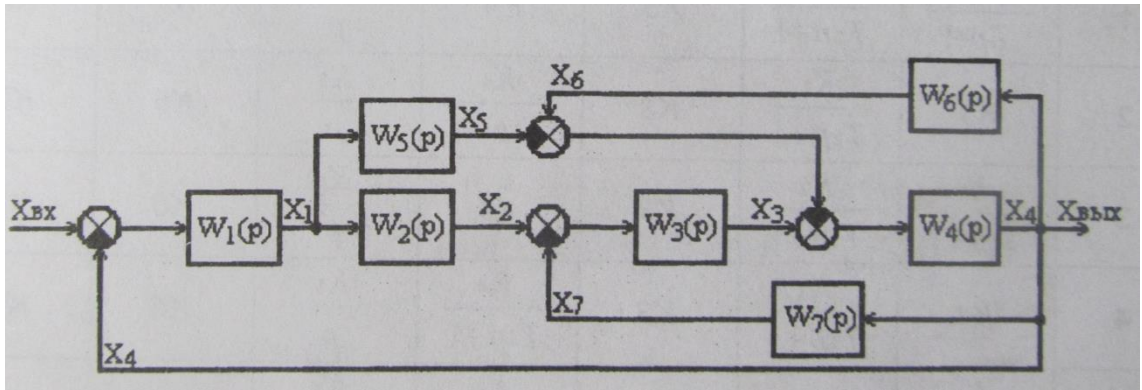 X₆
W₆(p)
W₅(p)
X₅
Xвх
W₁(p)
X₁
W₂(p)
X₂
W₃(p)
X₃
W₄(p)
X₄
Xвых
X₇
W₇(p)
X₄